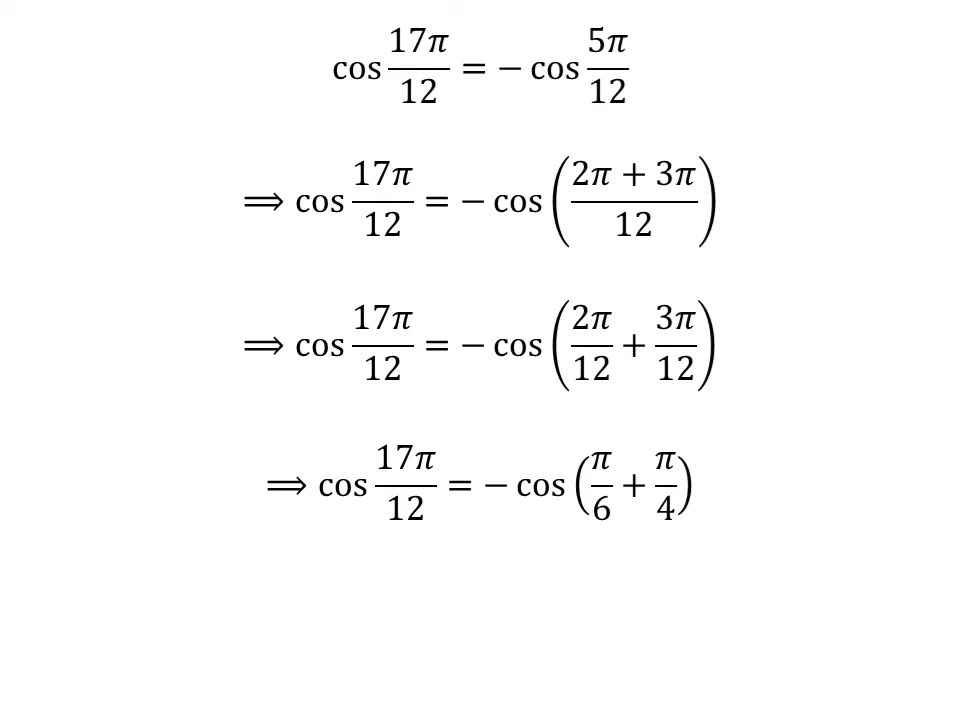 cos 17π/12 = − cos 5π/12
⟹ cos 17π/12 = − cos ((2π + 3π)/12)
⟹ cos 17π/12 = − cos (2π/12 + 3π/12)
⟹ cos 17π/12 = − cos (π/6 + π/4)